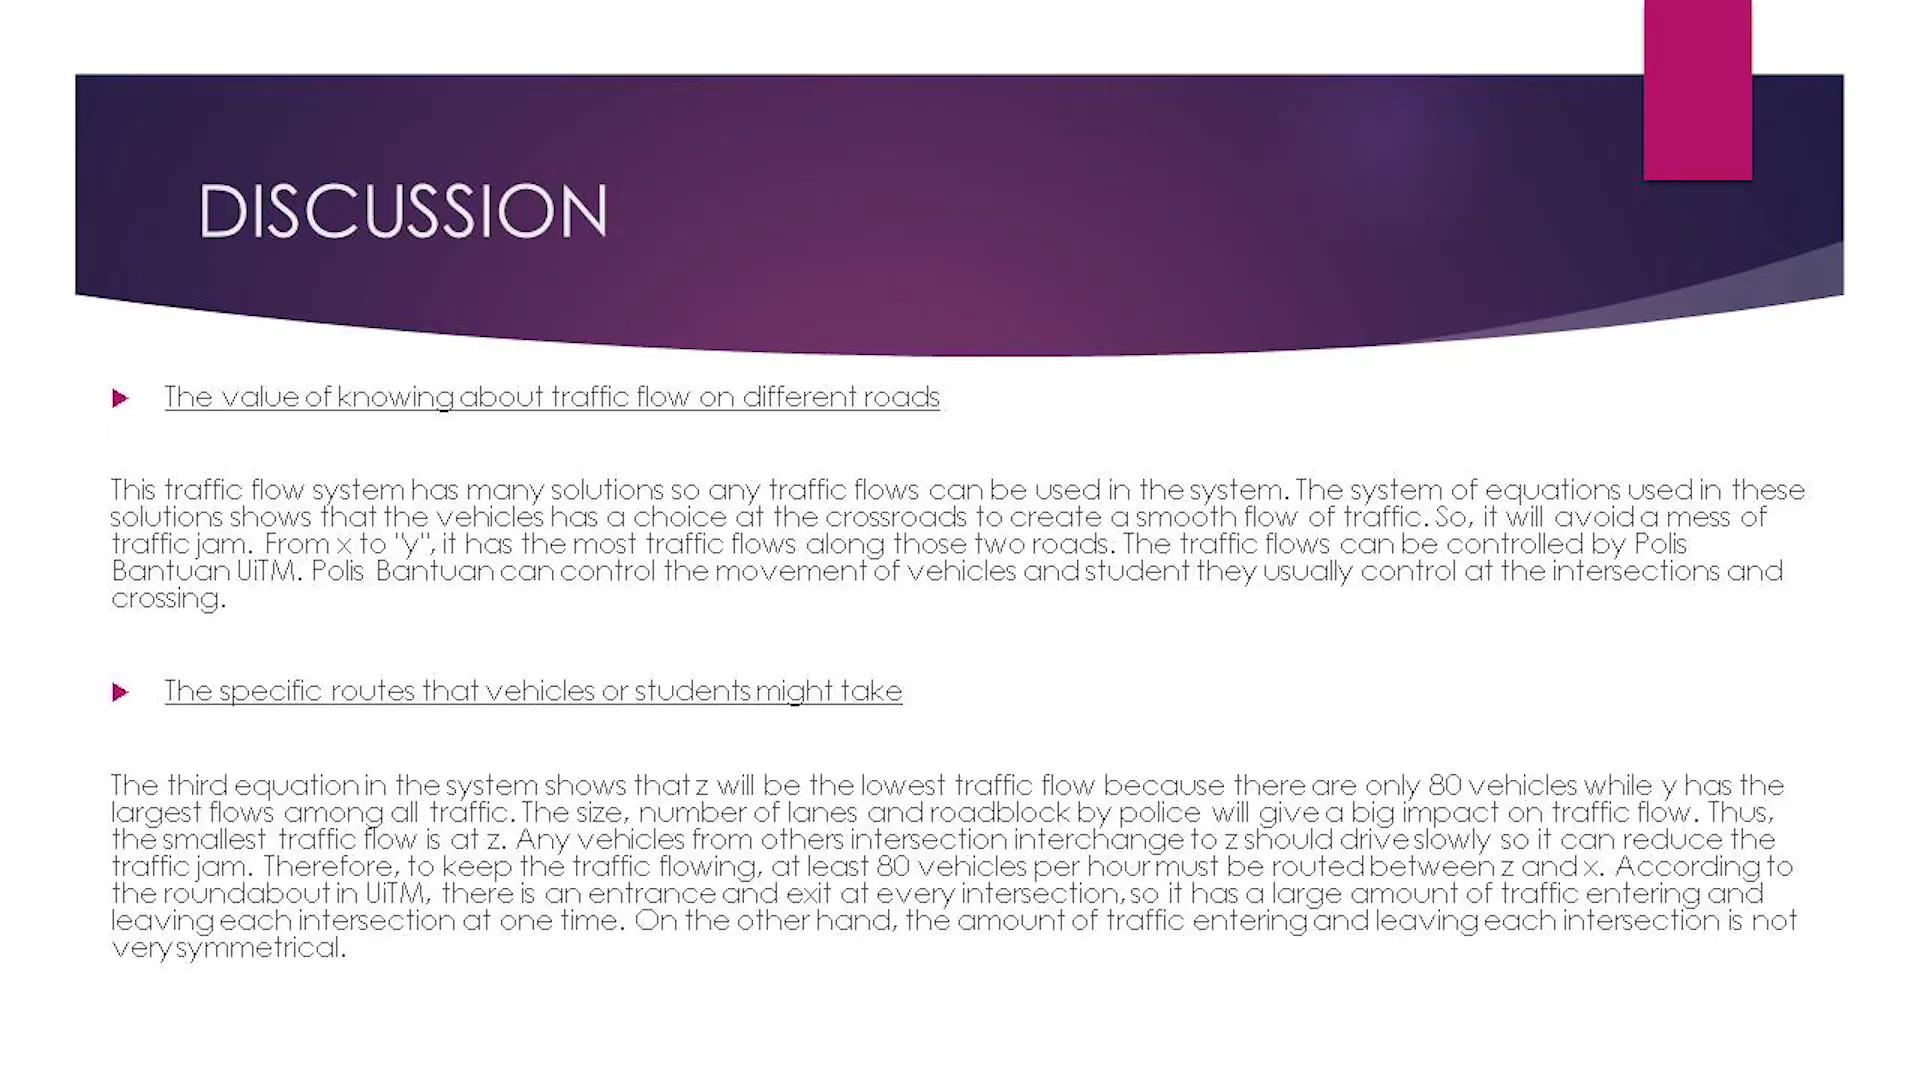 DISCUSSION
The value of knowing about traffic flow on different roads
This traffic flow system has many solutions so any traffic flows can be used in the system. The system of equations used in these
solutions shows that the vehicles has a choice at the crossroads to create a smooth flow of traffic. So, it will avoid a mess of
traffic jam. From x to "y", it has the most traffic flows along those two roads. The traffic flows can be controlled by Polis
Bantuan UiTM. Polis Bantuan can control the movement of vehicles and student they usually control at the intersections and
crossing.
The specific routes that vehicles or students might take
The third equation in the system shows that z will be the lowest traffic flow because there are only 80 vehicles while y has the
largest flows among all traffic. The size, number of lanes and roadblock by police will give a big impact on traffic flow. Thus,
the smallest traffic flow is at z. Any vehicles from others intersection interchange to z should drive slowly so it can reduce the
traffic jam. Therefore, to keep the traffic flowing, at least 80 vehicles per hour must be routed between z and x. According to
the roundabout in UiTM, there is an entrance and exit at every intersection, so it has a large amount of traffic entering and
leaving each intersection at one time. On the other hand, the amount of traffic entering and leaving each intersection is not
very symmetrical.